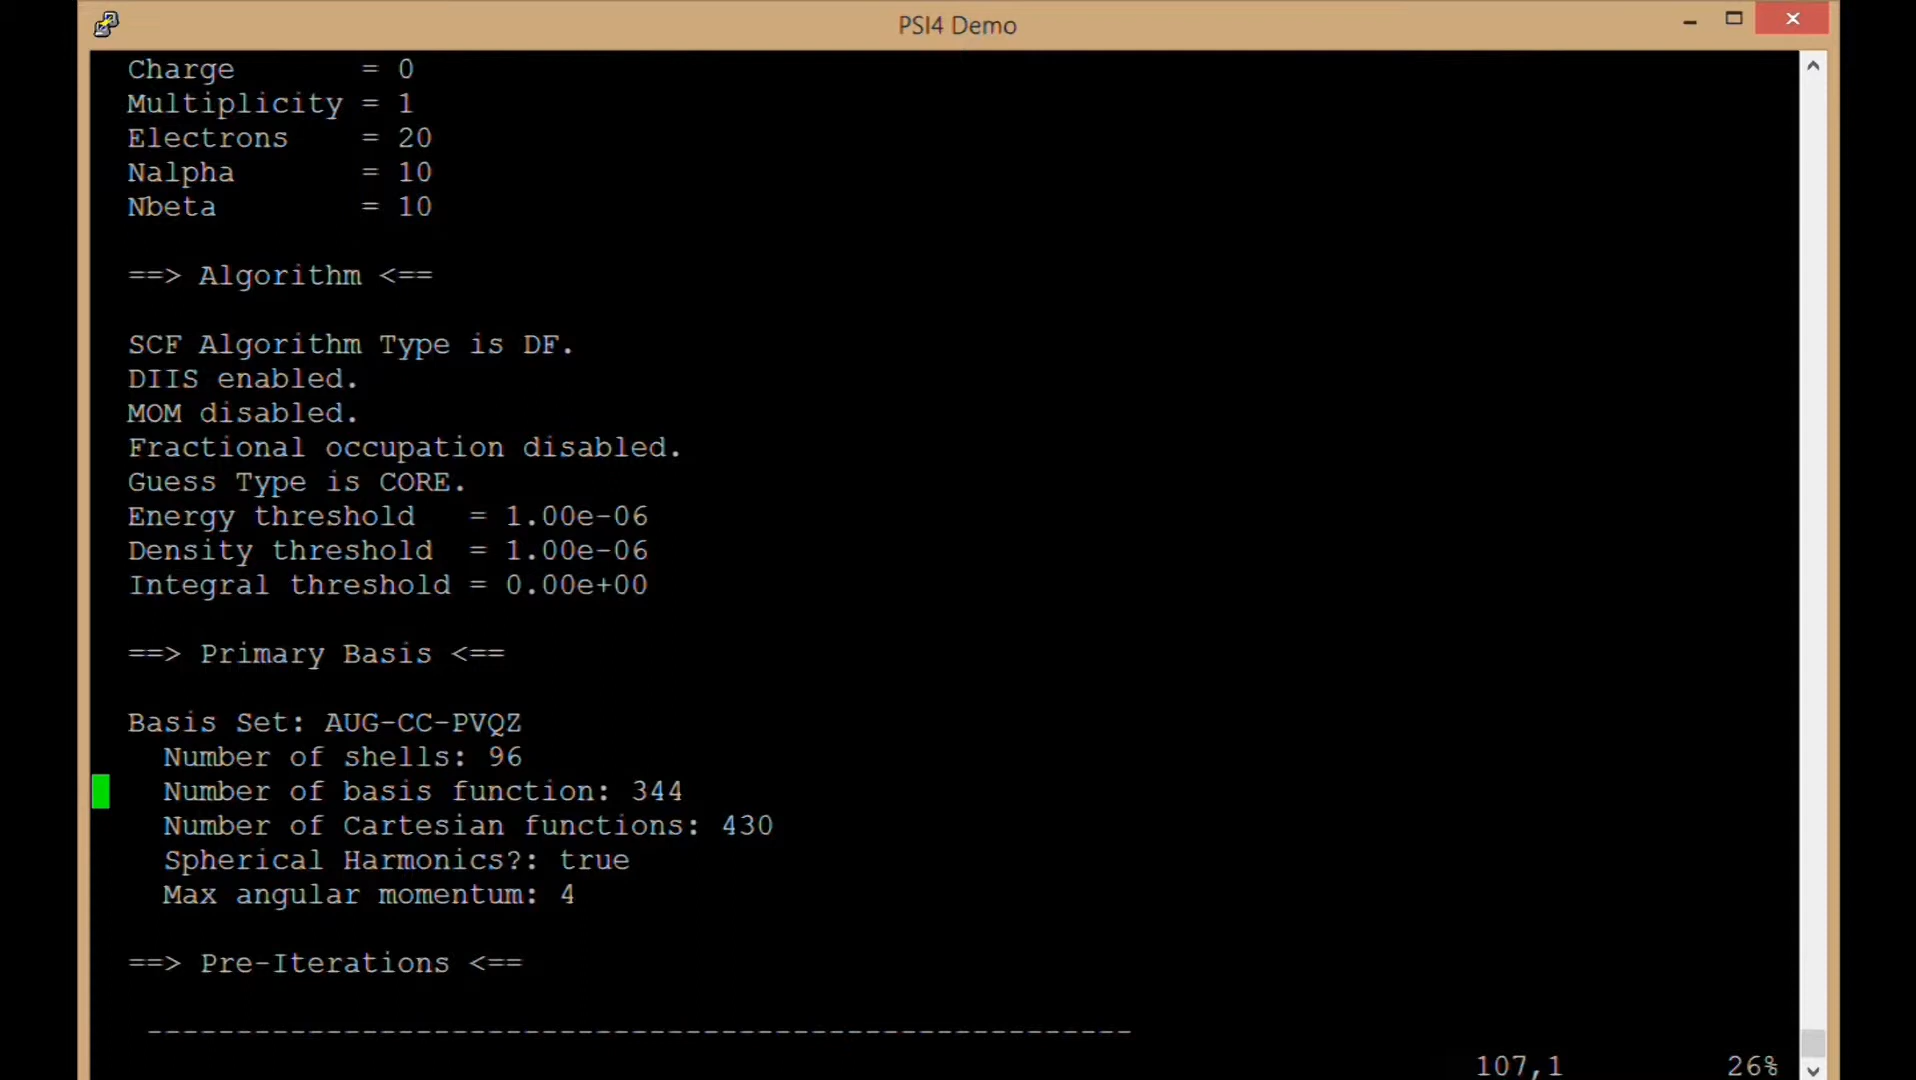 PSI4 Demo
Charge       = 0
Multiplicity = 1
Electrons    = 20
Nalpha       = 10
Nbeta        = 10
==> Algorithm <==
SCF Algorithm Type is DF.
DIIS enabled.
MOM disabled.
Fractional occupation disabled.
Guess Type is CORE.
Energy threshold   = 1.00e-06
Density threshold  = 1.00e-06
Integral threshold = 0.00e+00
==> Primary Basis <==
Basis Set: AUG-CC-PVQZ
Number of shells: 96
Number of basis function: 344
Number of Cartesian functions: 430
Spherical Harmonics?: true
Max angular momentum: 4
==> Pre-Iterations <==
-------------------------------------------------------
107,1 26%